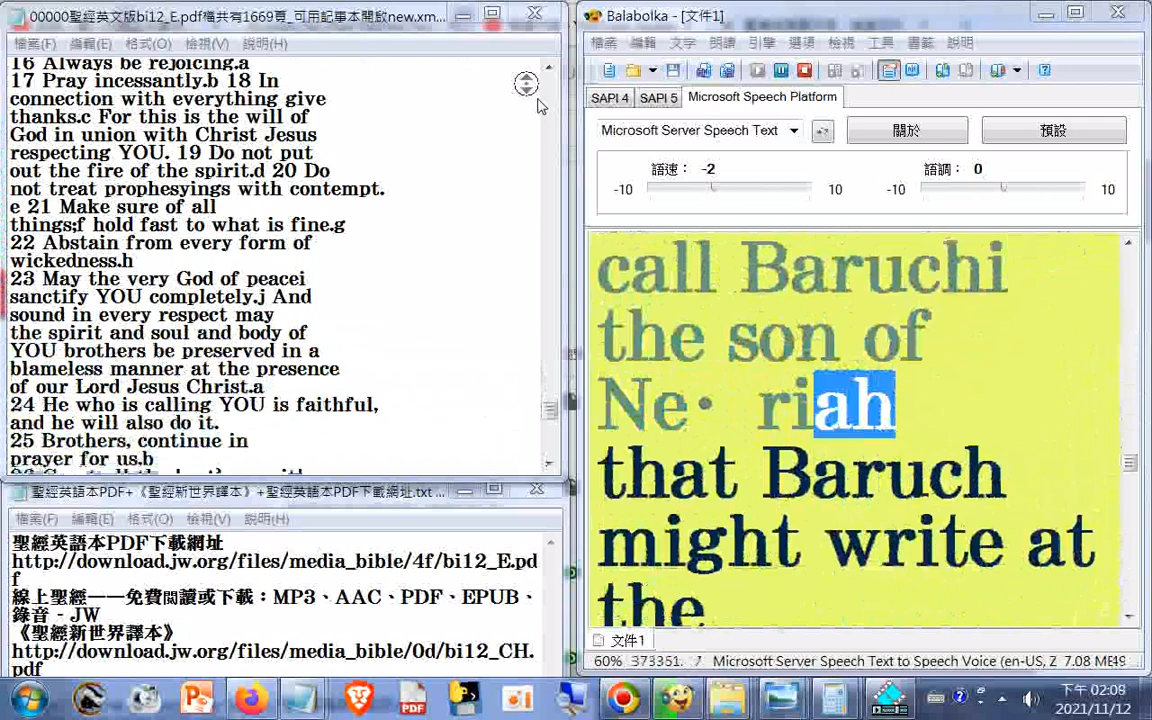 00000聖經英文版bi12_E.pdf檔共有1669頁_可用記事本開啟new.xm...
檔案(F) 編輯(E) 格式(O) 檢視(V) 說明(H)
16 Always be rejoicing.a
17 Pray incessantly.b 18 In
connection with everything give
thanks.c For this is the will of
God in union with Christ Jesus
respecting YOU. 19 Do not put
out the fire of the spirit.d 20 Do
not treat prophesyings with contempt.
e 21 Make sure of all
things;f hold fast to what is fine.g
22 Abstain from every form of
wickedness.h
23 May the very God of peacei
sanctify YOU completely.j And
sound in every respect may
the spirit and soul and body of
YOU brothers be preserved in a
blameless manner at the presence
of our Lord Jesus Christ.a
24 He who is calling YOU is faithful,
and he will also do it.
25 Brothers, continue in
prayer for us.b
聖經英語本PDF+《聖經新世界譯本》+聖經英語本PDF下載網址.txt ...
檔案(F) 編輯(E) 格式(O) 檢視(V) 說明(H)
聖經英語本PDF下載網址
http://download.jw.org/files/media_bible/4f/bi12_E.pd
f
線上聖經——免費閱讀或下載：MP3、AAC、PDF、EPUB、
錄音 - JW
《聖經新世界譯本》
http://download.jw.org/files/media_bible/0d/bi12_CH.
pdf
Balabolka - [文件1]
檔案 編輯 文字 朗讀 引擎 選項 檢視 工具 書籤 說明
SAPI 4 SAPI 5 Microsoft Speech Platform
Microsoft Server Speech Text 關於 預設
語速： -2 語調： 0
-10 10 -10 10
call Baruchi
the son of
Ne· riah
that Baruch
might write at
the
文件1
60% 373351. 7 Microsoft Server Speech Text to Speech Voice (en-US, Z 7.08 ME49
PDF
下午 02:08
2021/11/12